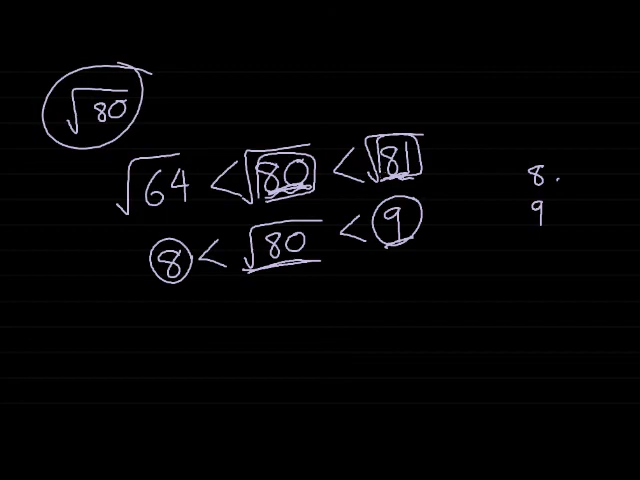 √80
√64 < √80 < √81
8 < √80 < 9
8.
9